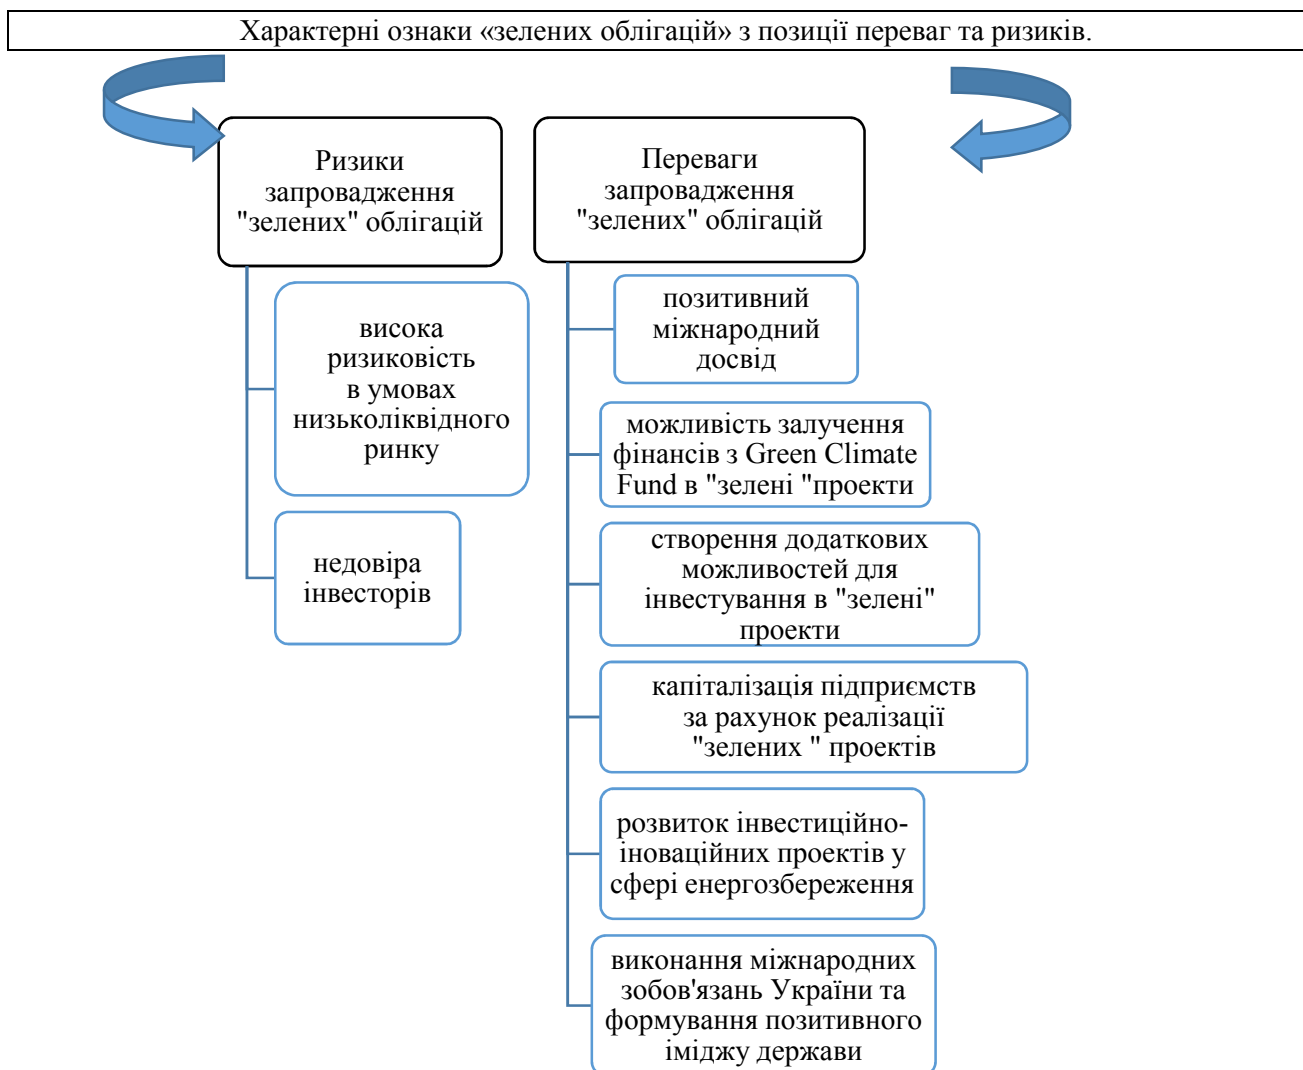 Характерні ознаки «зелених облігацій» з позиції переваг та ризиків.
Ризики
запровадження
"зелених" облігацій
висока
ризиковість
в умовах
низьколіквідного
ринку
недовіра
інвесторів
Переваги
запровадження
"зелених" облігацій
позитивний
міжнародний
досвід
можливість залучення
фінансів з Green Climate
Fund в "зелені "проекти
створення додаткових
можливостей для
інвестування в "зелені"
проекти
капіталізація підприємств
за рахунок реалізації
"зелених " проектів
розвиток інвестиційно-
іноваційних проектів у
сфері енергозбереження
виконання міжнародних
зобов'язань України та
формування позитивного
іміджу держави